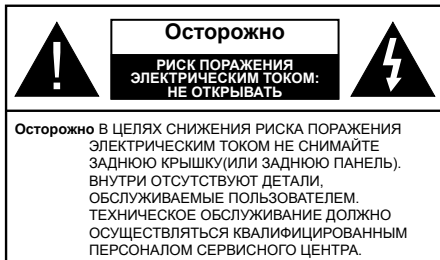 Осторожно
РИСК ПОРАЖЕНИЯ
ЭЛЕКТРИЧЕСКИМ ТОКОМ:
НЕ ОТКРЫВАТЬ
Осторожно В ЦЕЛЯХ СНИЖЕНИЯ РИСКА ПОРАЖЕНИЯ
ЭЛЕКТРИЧЕСКИМ ТОКОМ НЕ СНИМАЙТЕ
ЗАДНЮЮ КРЫШКУ(ИЛИ ЗАДНЮЮ ПАНЕЛЬ).
ВНУТРИ ОТСУТСТВУЮТ ДЕТАЛИ,
ОБСЛУЖИВАЕМЫЕ ПОЛЬЗОВАТЕЛЕМ.
ТЕХНИЧЕСКОЕ ОБСЛУЖИВАНИЕ ДОЛЖНО
ОСУЩЕСТВЛЯТЬСЯ КВАЛИФИЦИРОВАННЫМ
ПЕРСОНАЛОМ СЕРВИСНОГО ЦЕНТРА.